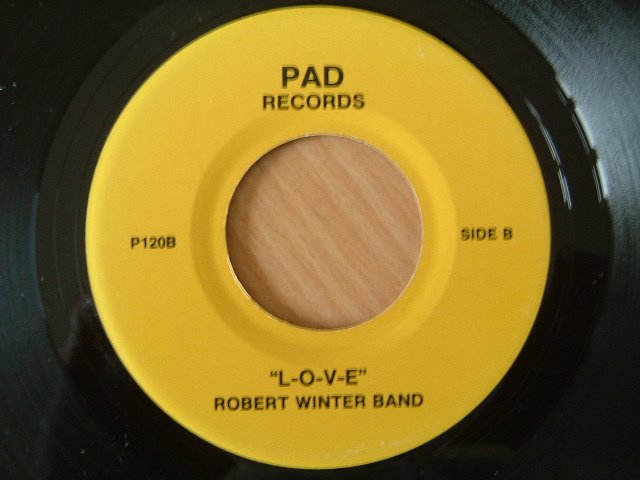 PAD
RECORDS
P120B
SIDE B
"L-O-V-E"
ROBERT WINTER BAND